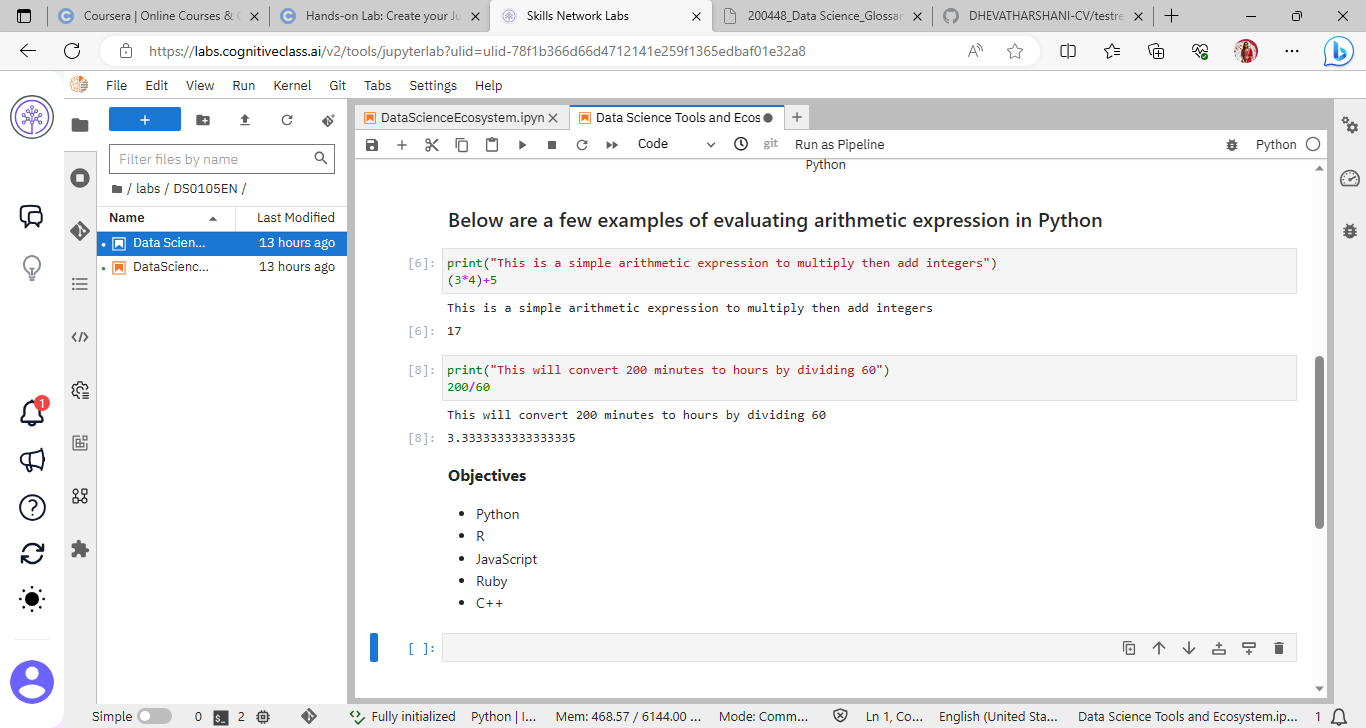 Coursera | Online Courses & C
Hands-on Lab: Create your Ju
Skills Network Labs
200448_Data Science_Glossar
DHEVATHARSHANI-CV/testre
https://labs.cognitiveclass.ai/v2/tools/jupyterlab?ulid=ulid-78f1b366d66d4712141e259f1365edbaf01e32a8
File Edit View Run Kernel Git Tabs Settings Help
DataScienceEcosystem.ipyn
Data Science Tools and Ecos
Code
git
Run as Pipeline
Python
Filter files by name
/ labs / DS0105EN /
Name
Last Modified
Data Scien... 13 hours ago
DataScienc... 13 hours ago
1
Python
Below are a few examples of evaluating arithmetic expression in Python
[6]: print("This is a simple arithmetic expression to multiply then add integers")
(3*4)+5
This is a simple arithmetic expression to multiply then add integers
[6]: 17
[8]: print("This will convert 200 minutes to hours by dividing 60")
200/60
This will convert 200 minutes to hours by dividing 60
[8]: 3.3333333333333335
Objectives
• Python
• R
• JavaScript
• Ruby
• C++
[ ]:
Simple 0 $_ 2 Fully initialized Python | I... Mem: 468.57 / 6144.00 ... Mode: Comm... Ln 1, Co... English (United Sta... Data Science Tools and Ecosystem.ip... 1